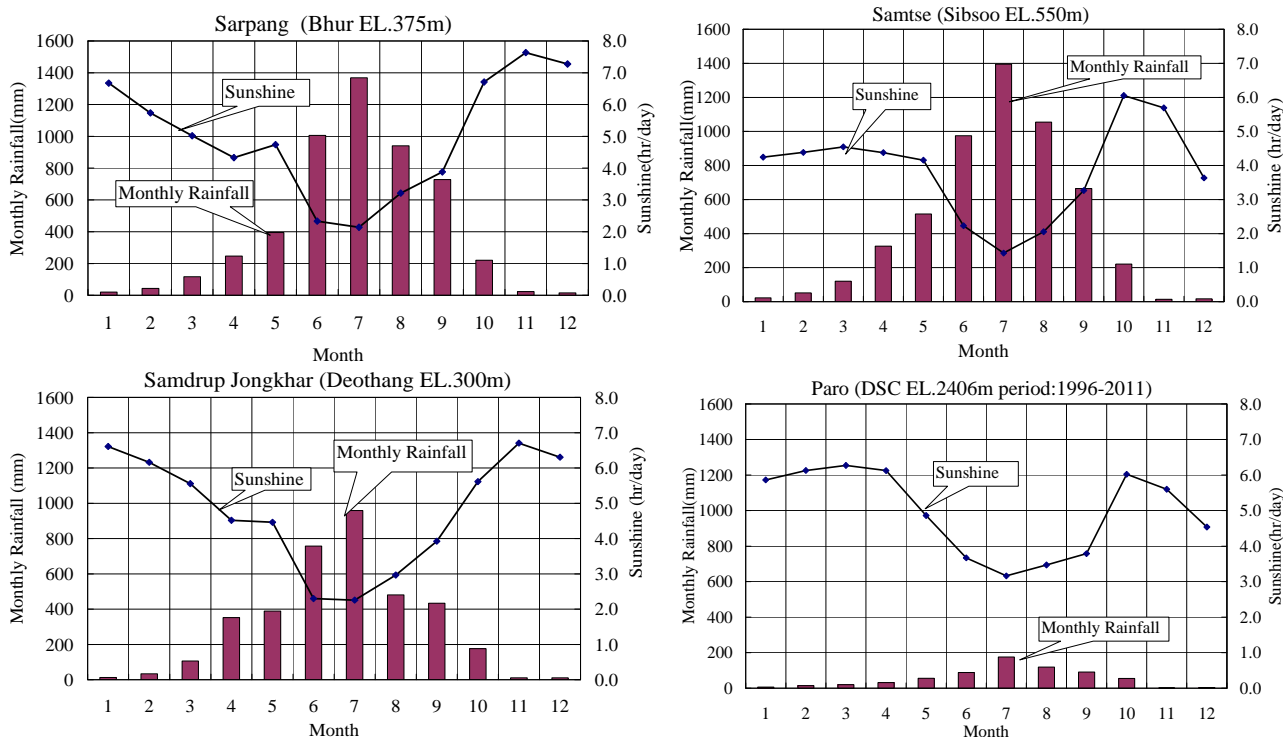 Sarpang (Bhur EL.375m)
1600 8.0
1400 7.0
1200 6.0
1000 5.0
800 4.0
600 3.0
400 2.0
200 1.0
0 0.0
Monthly Rainfall(mm)
Sunshine(hr/day)
Sunshine
Monthly Rainfall
1 2 3 4 5 6 7 8 9 10 11 12
Month
Samtse (Sibsoo EL.550m)
1600 8.0
1400 7.0
1200 6.0
1000 5.0
800 4.0
600 3.0
400 2.0
200 1.0
0 0.0
Monthly Rainfall(mm)
Sunshine (hr/day)
Monthly Rainfall
Sunshine
1 2 3 4 5 6 7 8 9 10 11 12
Month
Samdrup Jongkhar (Deothang EL.300m)
1600 8.0
1400 7.0
1200 6.0
1000 5.0
800 4.0
600 3.0
400 2.0
200 1.0
0 0.0
Monthly Rainfall (mm)
Sunshine (hr/day)
Monthly Rainfall
Sunshine
1 2 3 4 5 6 7 8 9 10 11 12
Month
Paro (DSC EL.2406m period:1996-2011)
1600 8.0
1400 7.0
1200 6.0
1000 5.0
800 4.0
600 3.0
400 2.0
200 1.0
0 0.0
Monthly Rainfall(mm)
Sunshine(hr/day)
Sunshine
Monthly Rainfall
1 2 3 4 5 6 7 8 9 10 11 12
Month